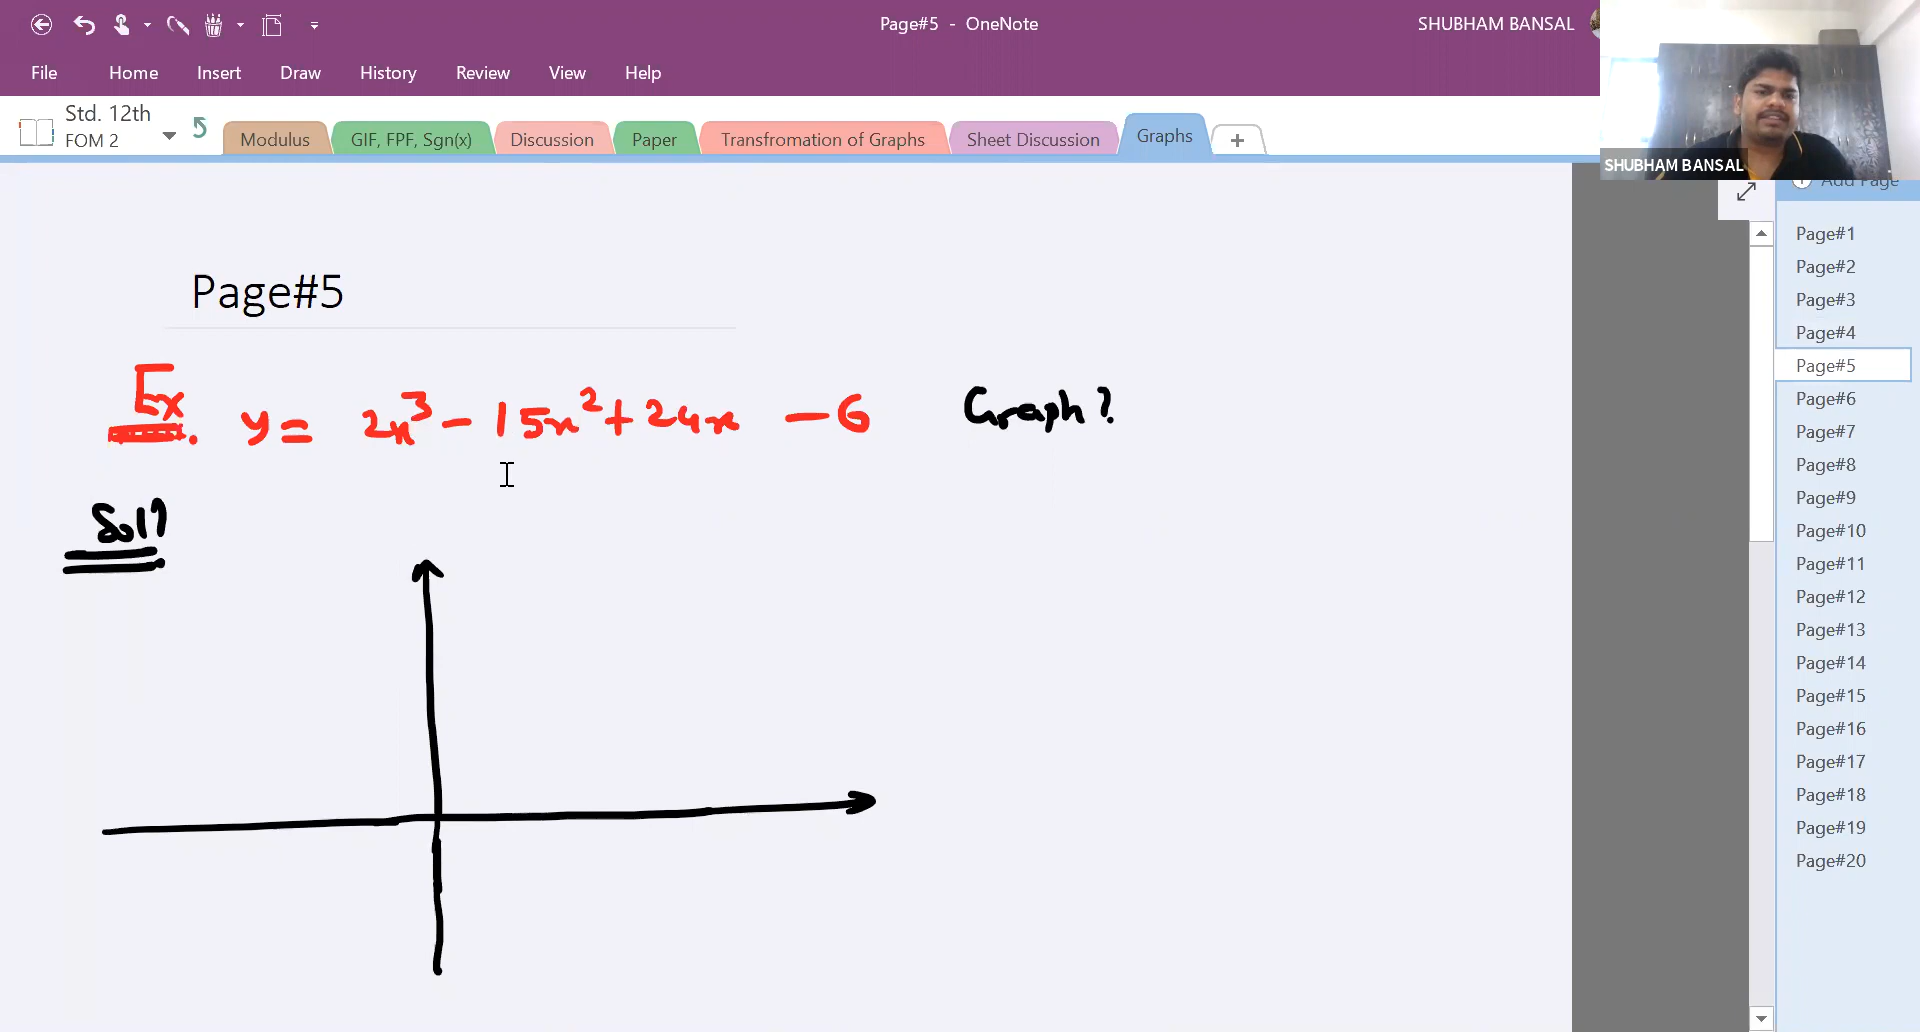 Page#5 - OneNote
SHUBHAM BANSAL
File Home Insert Draw History Review View Help
Std. 12th
FOM 2
Modulus GIF, FPF, Sgn(x) Discussion Paper Transfromation of Graphs Sheet Discussion Graphs +
SHUBHAM BANSAL
Add Page
Page#1
Page#2
Page#3
Page#4
Page#5
Page#6
Page#7
Page#8
Page#9
Page#10
Page#11
Page#12
Page#13
Page#14
Page#15
Page#16
Page#17
Page#18
Page#19
Page#20
Page#5
Ex. y = 2x³ - 15x² + 24x - 6 Graph?
Solⁿ